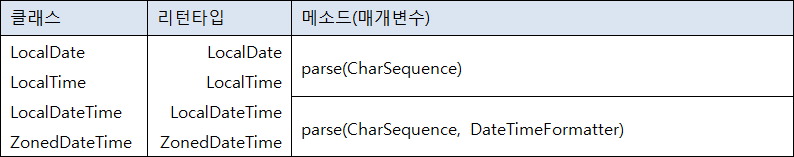 클래스 리턴타입 메소드(매개변수)
LocalDate LocalDate
parse(CharSequence)
LocalTime LocalTime
LocalDateTime LocalDateTime
parse(CharSequence, DateTimeFormatter)
ZonedDateTime ZonedDateTime